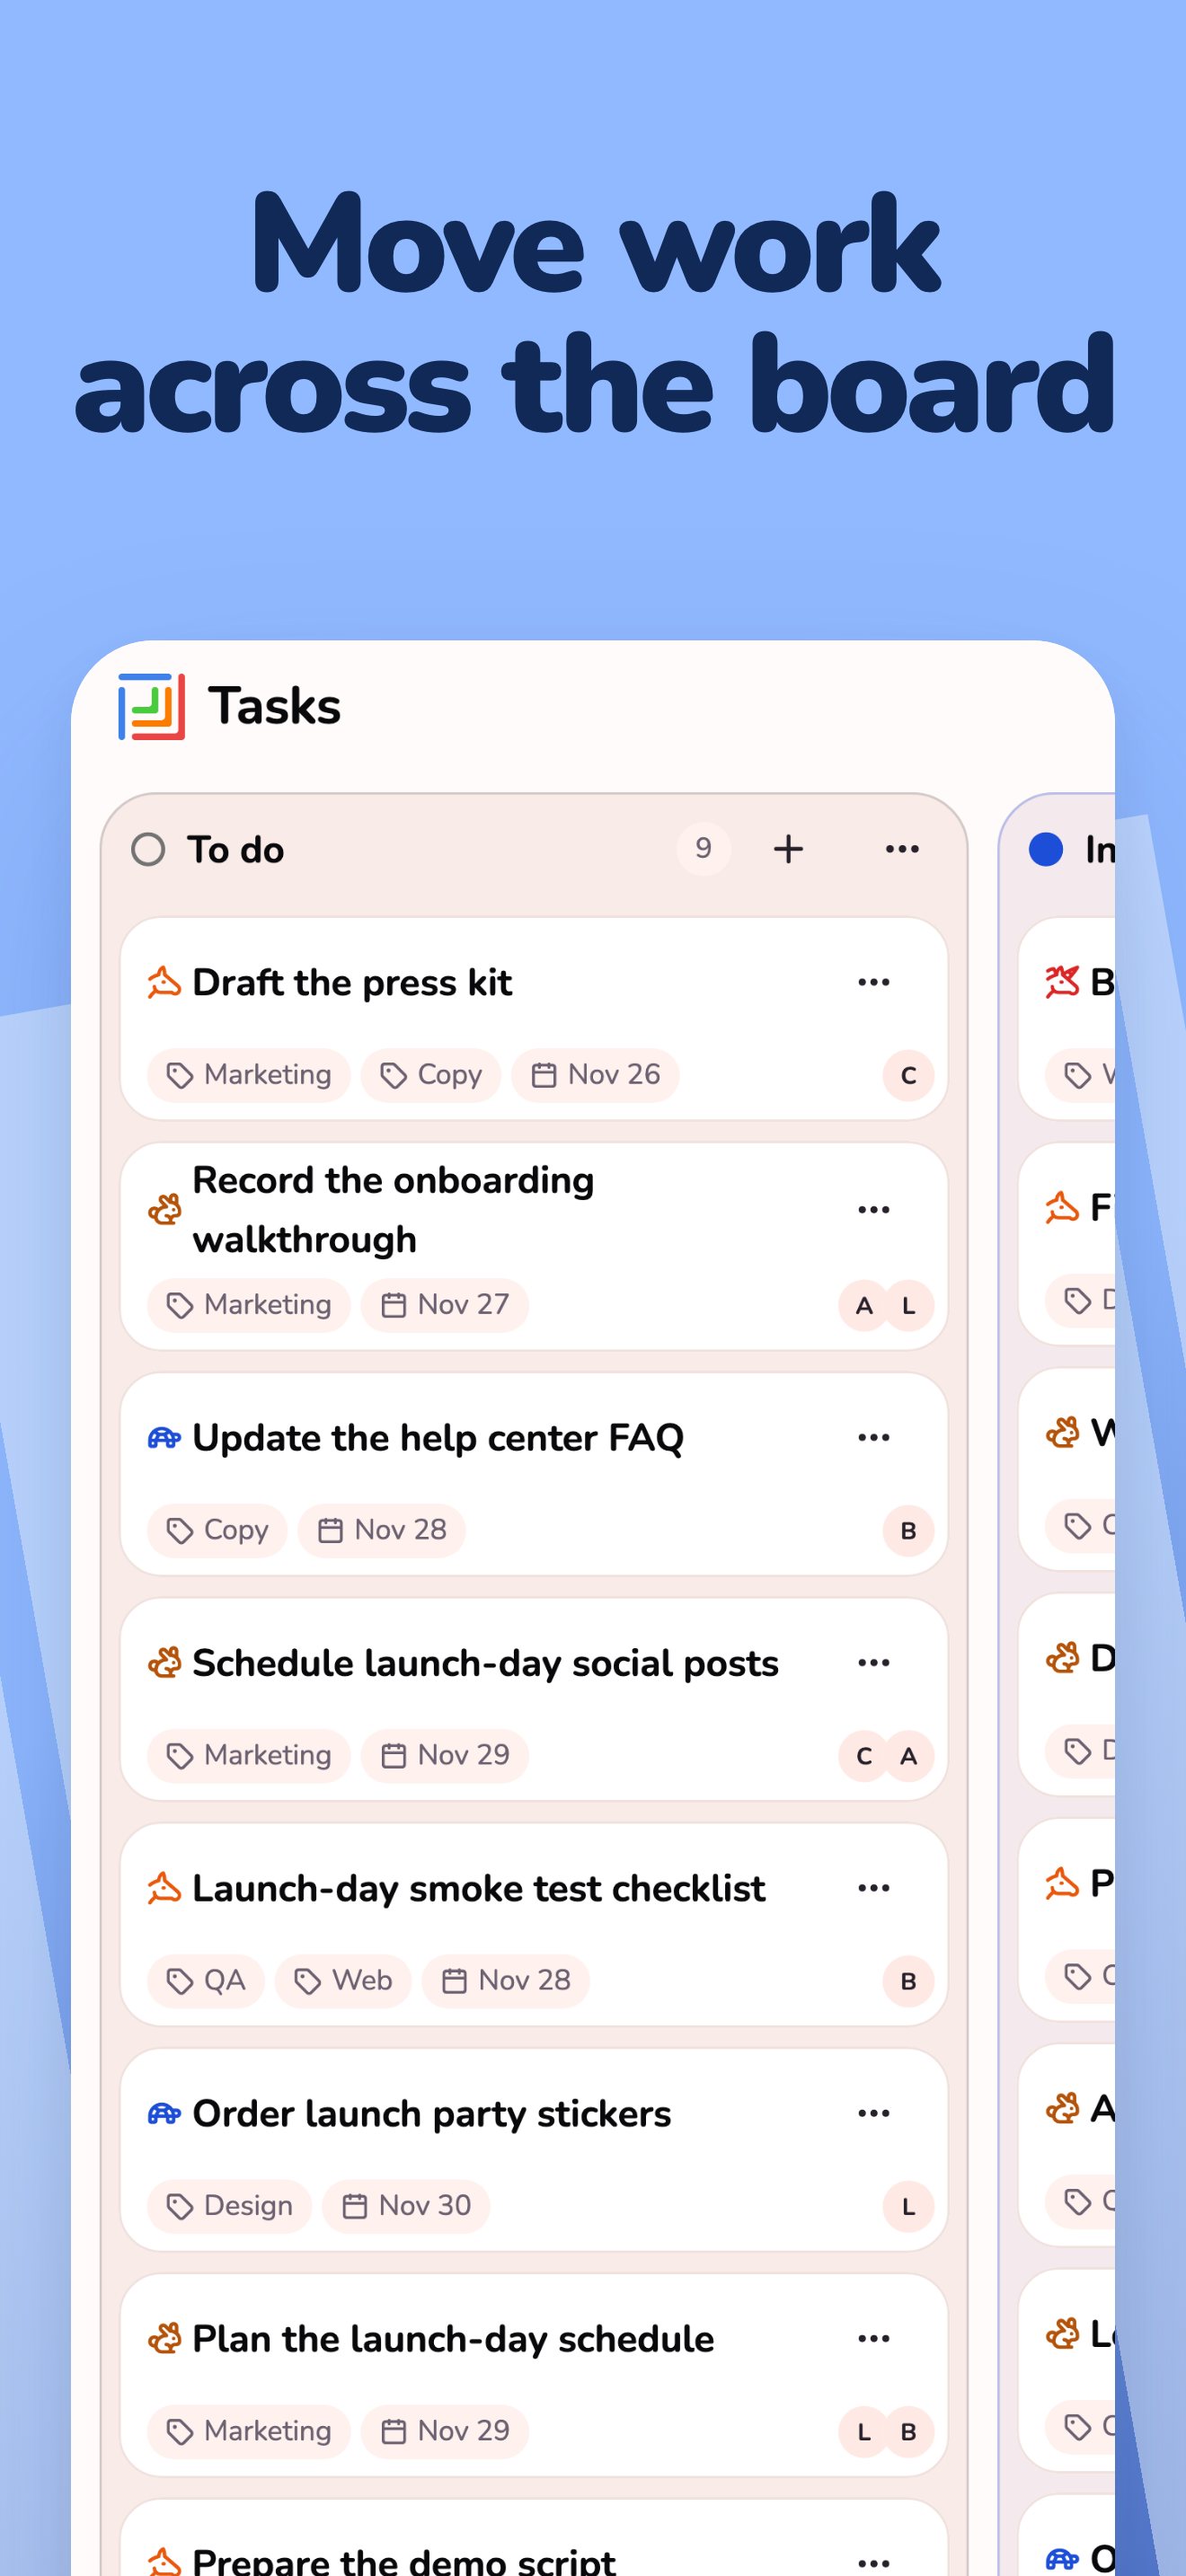 Move work
across the board
Tasks
To do 9
Draft the press kit
Marketing Copy Nov 26 C
Record the onboarding
walkthrough
Marketing Nov 27 A L
Update the help center FAQ
Copy Nov 28 B
Schedule launch-day social posts
Marketing Nov 29 C A
Launch-day smoke test checklist
QA Web Nov 28 B
Order launch party stickers
Design Nov 30 L
Plan the launch-day schedule
Marketing Nov 29 L B
Prepare the demo script